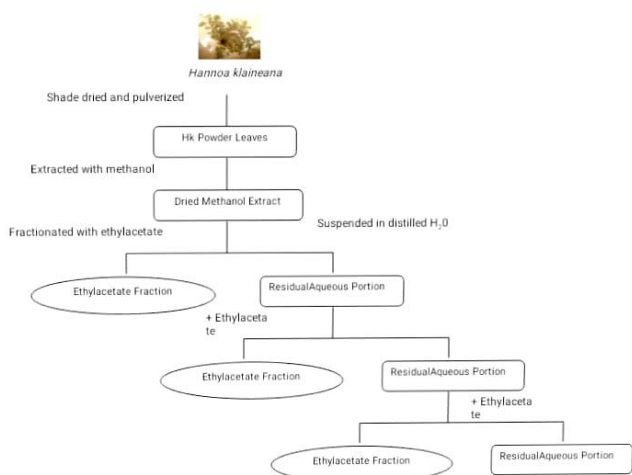 Hannoa klaineana
Shade dried and pulverized
Hk Powder Leaves
Extracted with methanol
Dried Methanol Extract
Suspended in distilled H₂0
Fractionated with ethylacetate
Ethylacetate Fraction
ResidualAqueous Portion
+ Ethylaceta
te
Ethylacetate Fraction
ResidualAqueous Portion
+ Ethylaceta
te
Ethylacetate Fraction
ResidualAqueous Portion